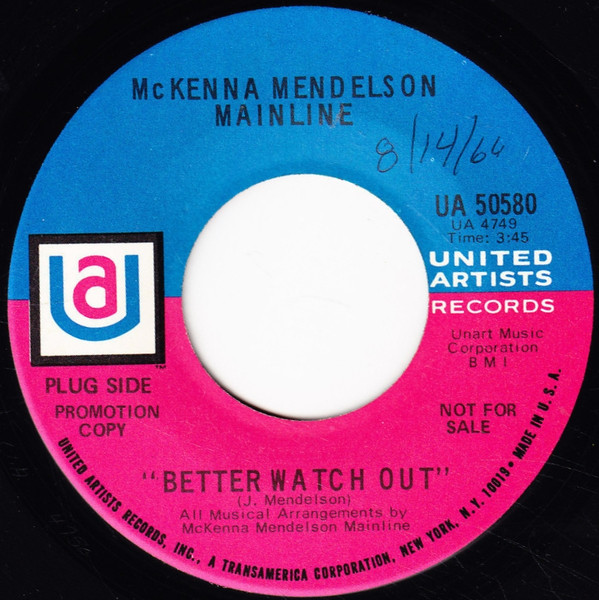 McKENNA MENDELSON
MAINLINE
8/14/69
UA 50580
UA 4749
Time: 3:45
UNITED
ARTISTS
RECORDS
Unart Music
Corporation
B M I
ua
TM
PLUG SIDE
PROMOTION
COPY
NOT FOR
SALE
"BETTER WATCH OUT"
(J. Mendelson)
All Musical Arrangements by
McKenna Mendelson Mainline
UNITED ARTISTS RECORDS, INC., A TRANSAMERICA CORPORATION, NEW YORK, N.Y. 10019 • MADE IN U.S.A.